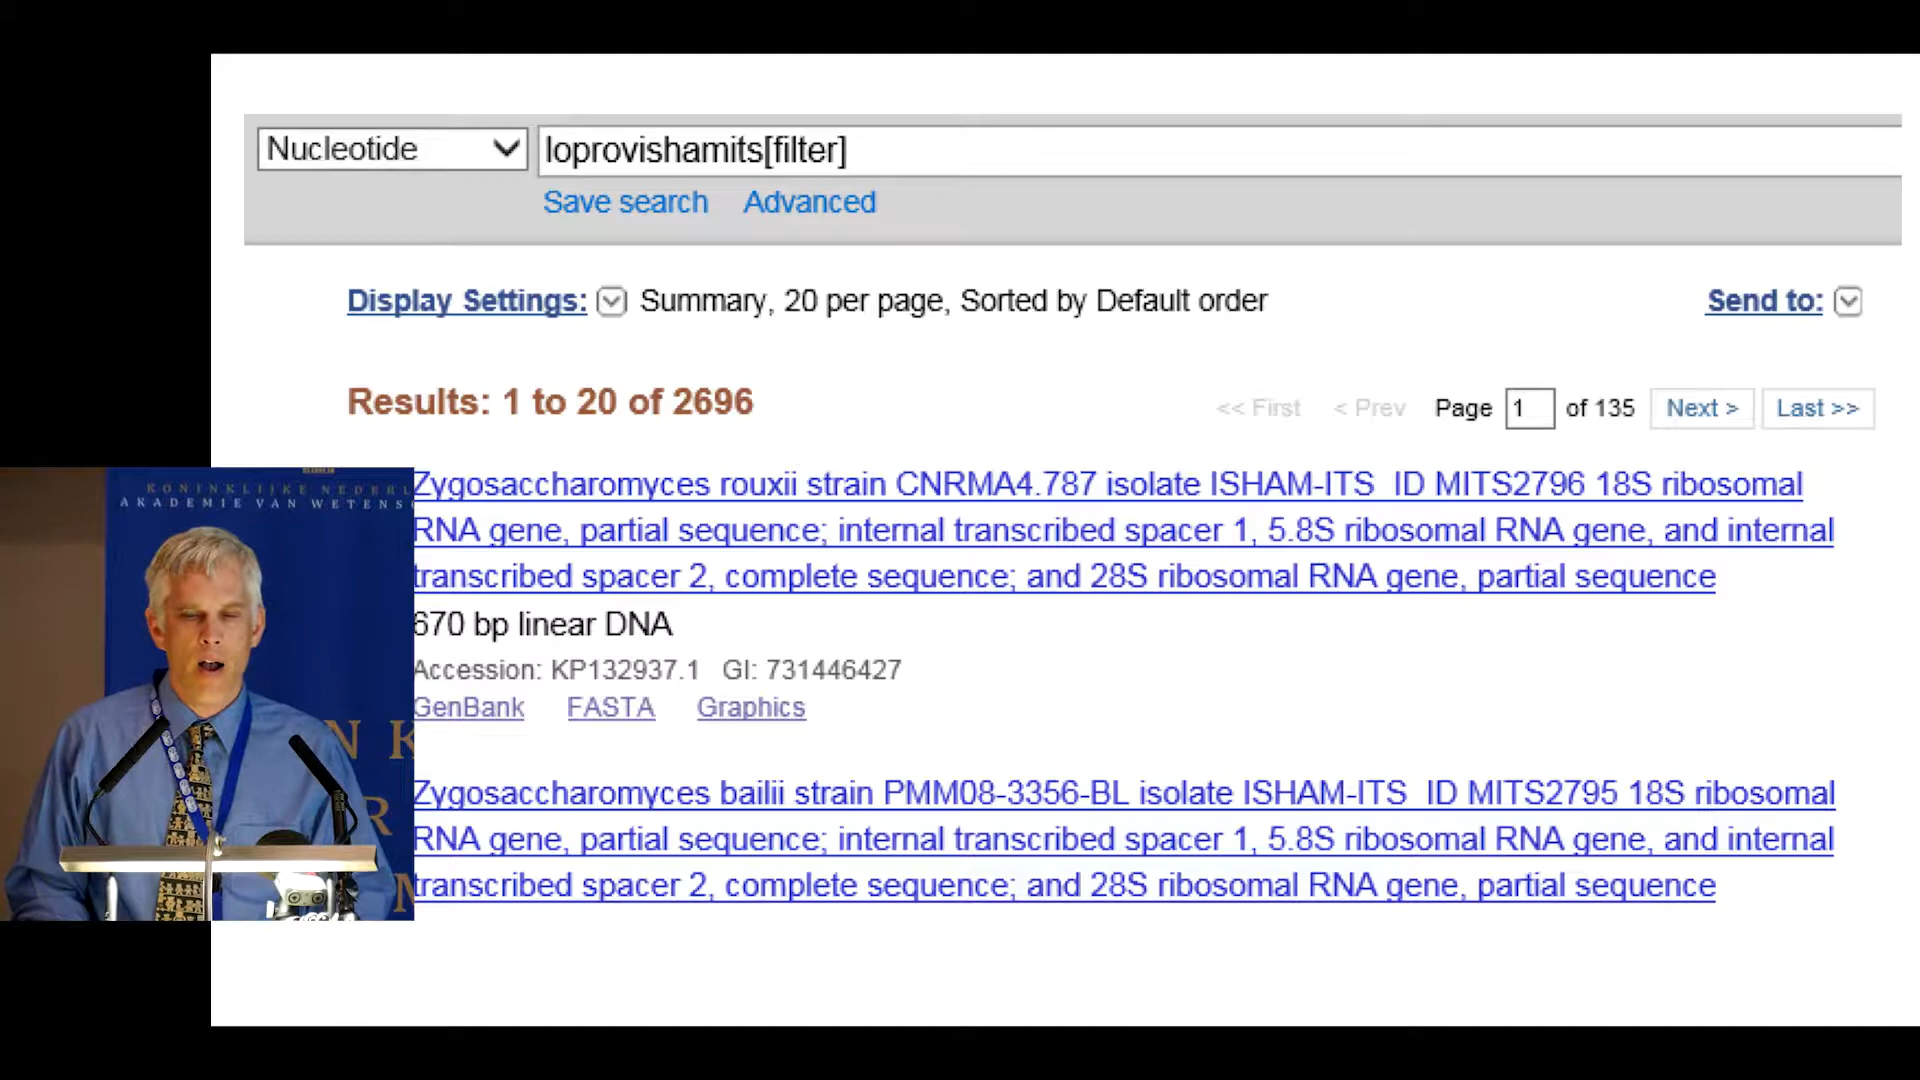 Nucleotide
loprovishamits[filter]
Save search Advanced
Display Settings: Summary, 20 per page, Sorted by Default order
Send to:
Results: 1 to 20 of 2696
<< First < Prev Page 1 of 135 Next > Last >>
Zygosaccharomyces rouxii strain CNRMA4.787 isolate ISHAM-ITS_ID MITS2796 18S ribosomal
RNA gene, partial sequence; internal transcribed spacer 1, 5.8S ribosomal RNA gene, and internal
transcribed spacer 2, complete sequence; and 28S ribosomal RNA gene, partial sequence
670 bp linear DNA
Accession: KP132937.1 GI: 731446427
GenBank FASTA Graphics
Zygosaccharomyces bailii strain PMM08-3356-BL isolate ISHAM-ITS_ID MITS2795 18S ribosomal
RNA gene, partial sequence; internal transcribed spacer 1, 5.8S ribosomal RNA gene, and internal
transcribed spacer 2, complete sequence; and 28S ribosomal RNA gene, partial sequence
KONINKLIJKE NEDERL
AKADEMIE VAN WETENS
N K
R
M